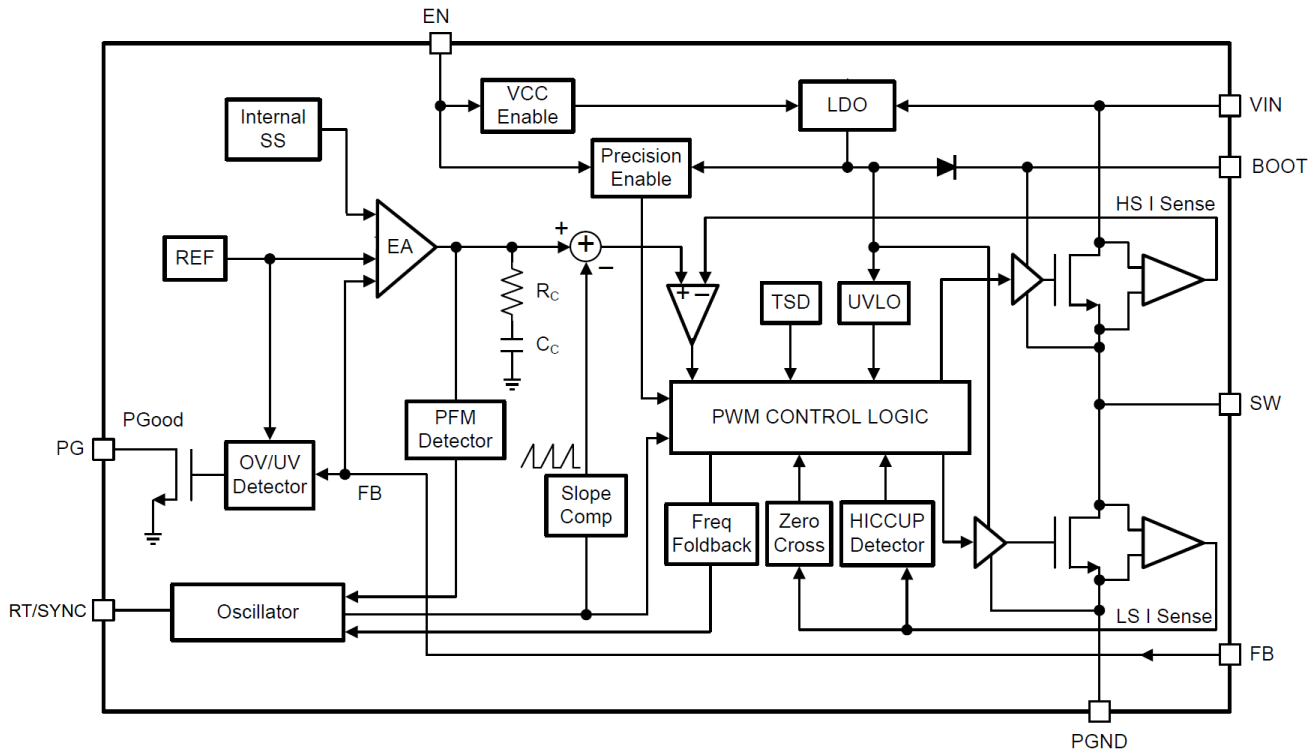 EN
VCC
Enable
LDO
VIN
Internal
SS
Precision
Enable
BOOT
HS I Sense
+
EA
+
−
REF
RC
+ −
TSD
UVLO
CC
PGood
PFM
Detector
PWM CONTROL LOGIC
SW
PG
OV/UV
Detector
FB
Slope
Comp
Freq
Foldback
Zero
Cross
HICCUP
Detector
RT/SYNC
Oscillator
LS I Sense
FB
PGND